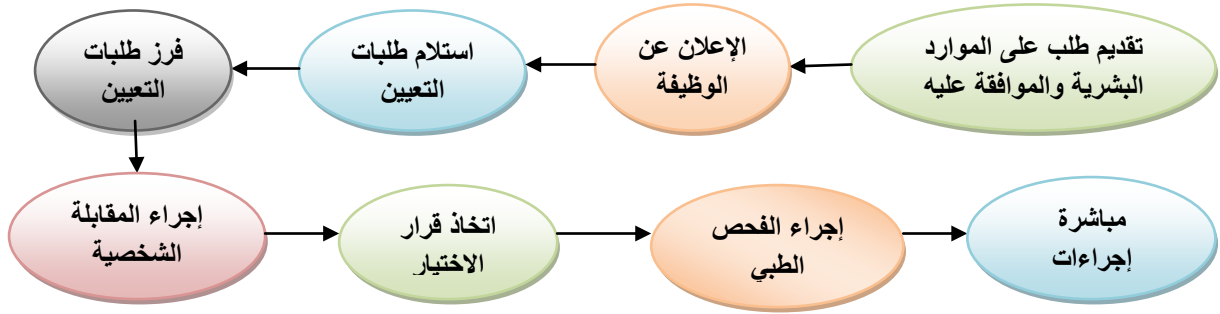 تقديم طلب على الموارد
البشرية والموافقة عليه
الإعلان عن
الوظيفة
استلام طلبات
التعيين
فرز طلبات
التعيين
إجراء المقابلة
الشخصية
اتخاذ قرار
الاختيار
إجراء الفحص
الطبي
مباشرة
إجراءات